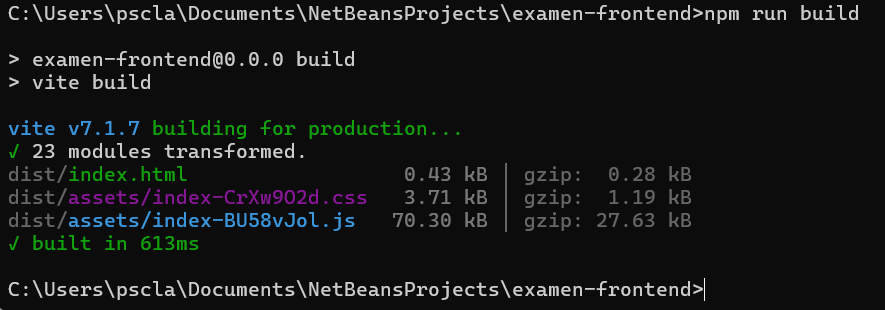 C:\Users\pscla\Documents\NetBeansProjects\examen-frontend>npm run build
> examen-frontend@0.0.0 build
> vite build
vite v7.1.7 building for production...
✓ 23 modules transformed.
dist/index.html                  0.43 kB │ gzip:  0.28 kB
dist/assets/index-CrXw9O2d.css   3.71 kB │ gzip:  1.19 kB
dist/assets/index-BU58vJol.js   70.30 kB │ gzip: 27.63 kB
✓ built in 613ms
C:\Users\pscla\Documents\NetBeansProjects\examen-frontend>